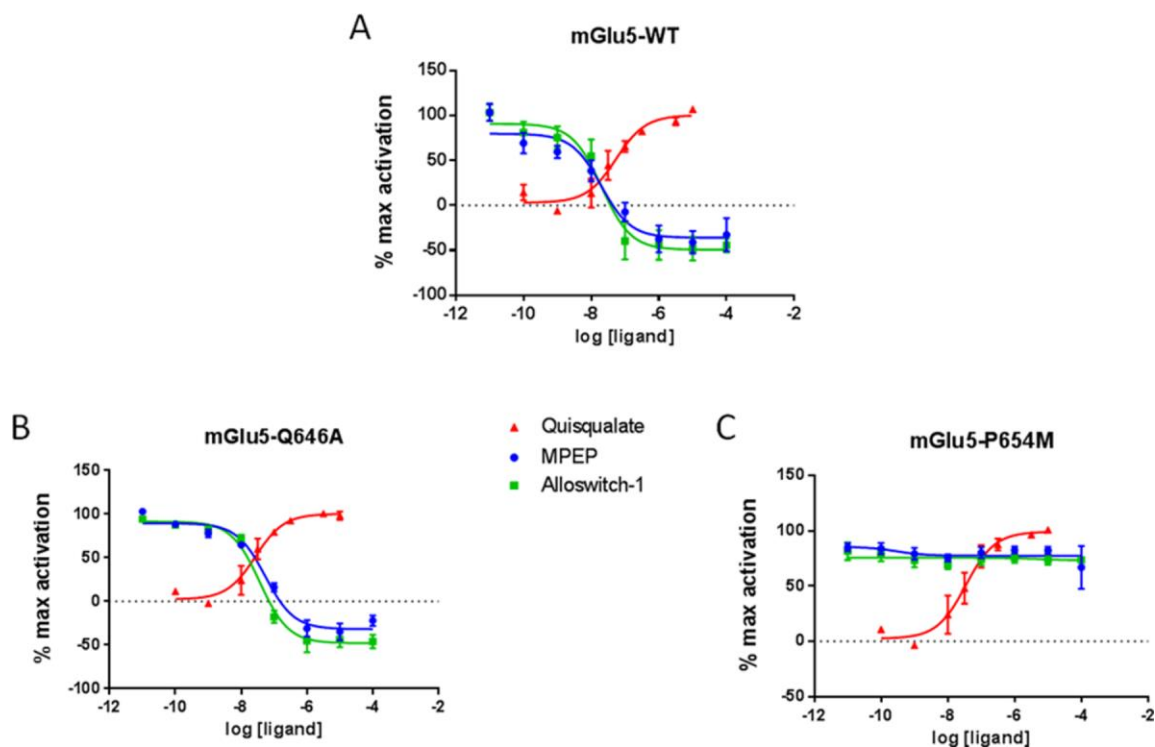 A
mGlu5-WT
% max activation
150
100
50
0
-50
-100
-12 -10 -8 -6 -4 -2
log [ligand]
B
mGlu5-Q646A
% max activation
150
100
50
0
-50
-100
-12 -10 -8 -6 -4 -2
log [ligand]
Quisqualate
MPEP
Alloswitch-1
C
mGlu5-P654M
% max activation
150
100
50
0
-50
-12 -10 -8 -6 -4 -2
log [ligand]